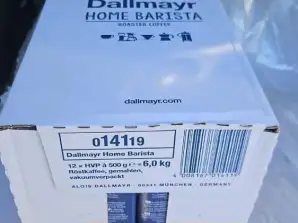 Dallmayr
HOME BARISTA
ROASTED COFFEE
dallmayr.com
014119
Dallmayr Home Barista
12 x HVP à 500 g ℮ = 6,0 kg
Röstkaffee, gemahlen,
vakuumverpackt
ALOIS DALLMAYR · 80331 MÜNCHEN · GERMANY